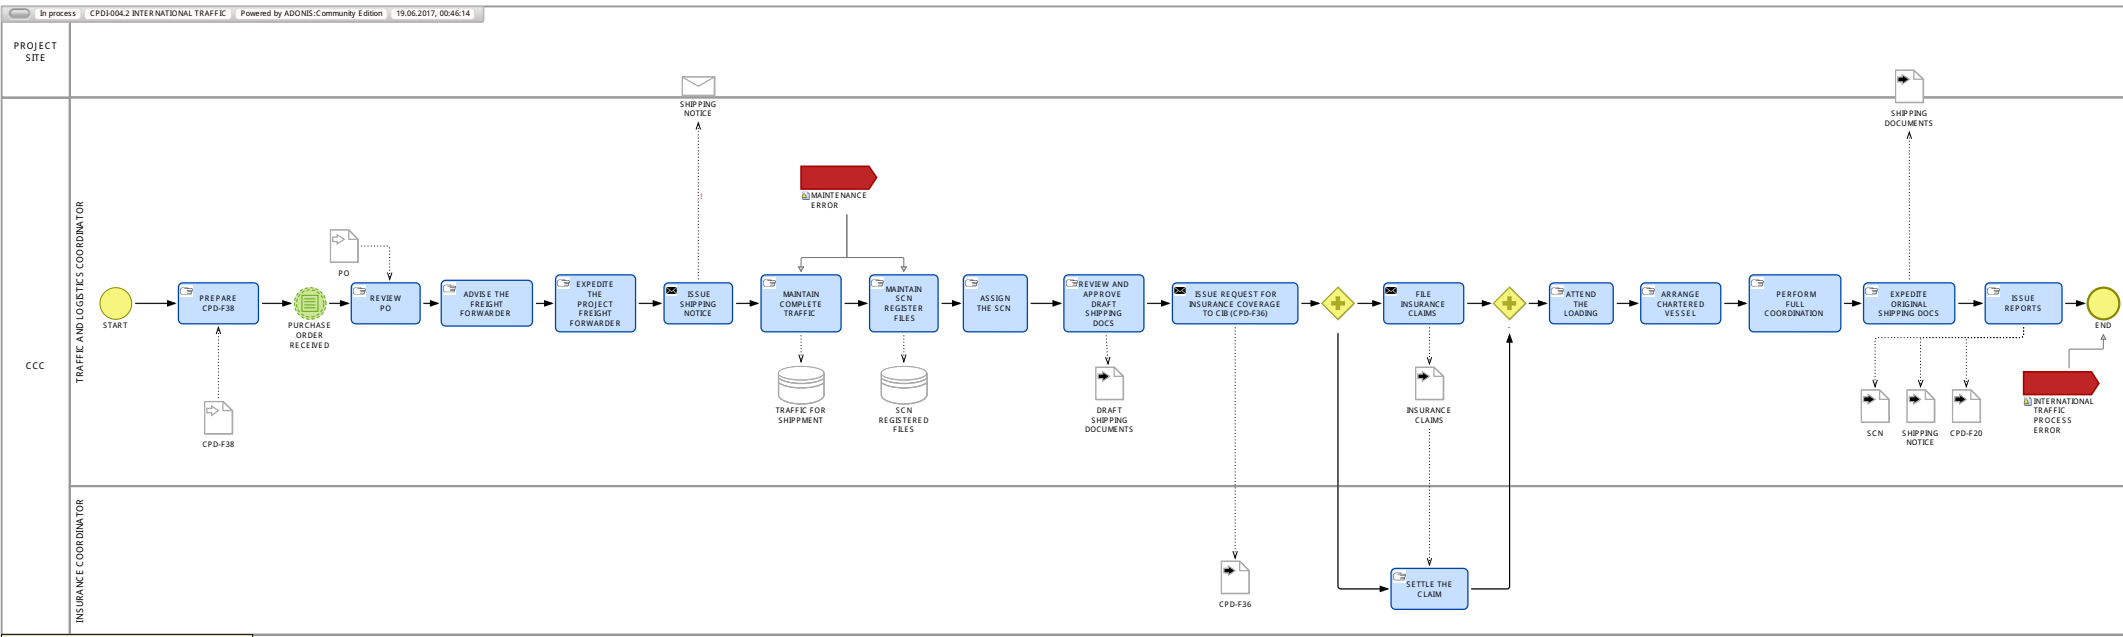 In process
CPDI-004.2 INTERNATIONAL TRAFFIC
Powered by ADONIS:Community Edition
19.06.2017, 00:46:14
PROJECT
SITE
SHIPPING
NOTICE
SHIPPING
DOCUMENTS
CCC
TRAFFIC AND LOGISTICS COORDINATOR
MAINTENANCE
ERROR
!
PO
START
PREPARE
CPD-F38
PURCHASE
ORDER
RECEIVED
REVIEW
PO
ADVISE THE
FREIGHT
FORWARDER
EXPEDITE
THE
PROJECT
FREIGHT
FORWARDER
ISSUE
SHIPPING
NOTICE
MAINTAIN
COMPLETE
TRAFFIC
MAINTAIN
SCN
REGISTER
FILES
ASSIGN
THE SCN
REVIEW AND
APPROVE
DRAFT
SHIPPING
DOCS
ISSUE REQUEST FOR
INSURANCE COVERAGE
TO CIB (CPD-F36)
FILE
INSURANCE
CLAIMS
ATTEND
THE
LOADING
ARRANGE
CHARTERED
VESSEL
PERFORM
FULL
COORDINATION
EXPEDITE
ORIGINAL
SHIPPING DOCS
ISSUE
REPORTS
END
CPD-F38
TRAFFIC FOR
SHIPPMENT
SCN
REGISTERED
FILES
DRAFT
SHIPPING
DOCUMENTS
INSURANCE
CLAIMS
SCN
SHIPPING
NOTICE
CPD-F20
INTERNATIONAL
TRAFFIC
PROCESS
ERROR
INSURANCE COORDINATOR
CPD-F36
SETTLE THE
CLAIM